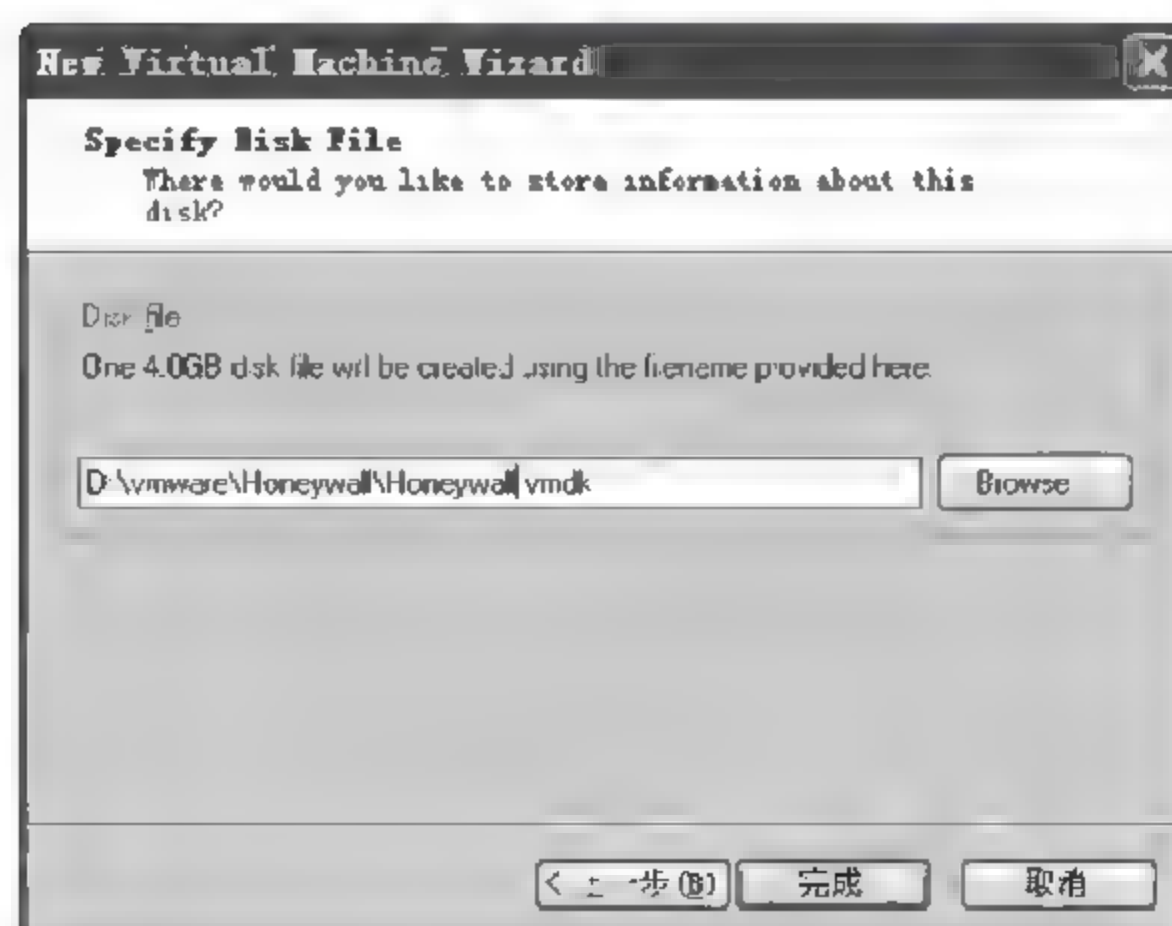 New Virtual Machine Wizard
Specify Disk File
Where would you like to store information about this
disk?
Disk file
One 4.0GB disk file will be created using the filename provided here.
D:\vmware\Honeywall\Honeywall.vmdk
Browse
< 上一步(B)
完成
取消